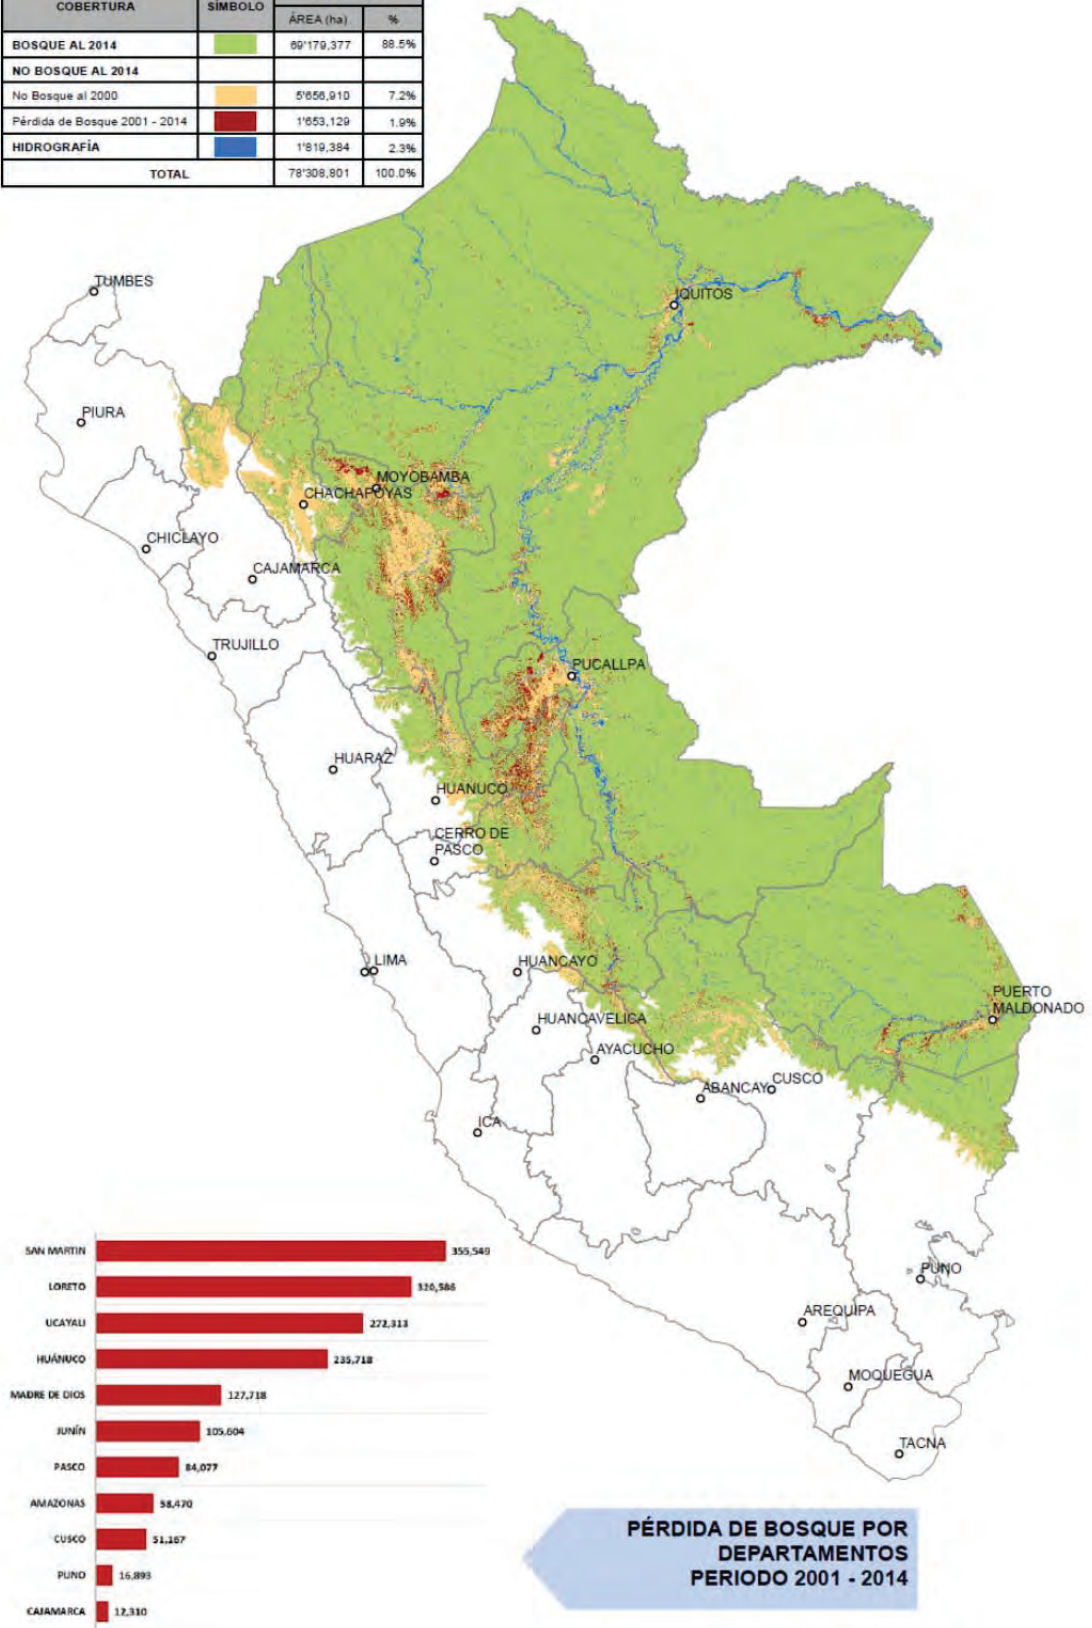 COBERTURA SÍMBOLO
ÁREA (ha) %
BOSQUE AL 2014 69'179,377 88.5%
NO BOSQUE AL 2014
No Bosque al 2000 5'656,910 7.2%
Pérdida de Bosque 2001 - 2014 1'653,129 1.9%
HIDROGRAFÍA 1'819,384 2.3%
TOTAL 78'308,801 100.0%
TUMBES
IQUITOS
PIURA
MOYOBAMBA
CHACHAPOYAS
CHICLAYO
CAJAMARCA
TRUJILLO
PUCALLPA
HUARAZ
HUANUCO
CERRO DE
PASCO
LIMA
HUANCAYO
PUERTO
MALDONADO
HUANCAVELICA
AYACUCHO
CUSCO
ABANCAY
ICA
PUNO
AREQUIPA
MOQUEGUA
TACNA
SAN MARTIN 355,549
LORETO 320,586
UCAYALI 272,313
HUÁNUCO 235,718
MADRE DE DIOS 127,718
JUNÍN 105,604
PASCO 84,077
AMAZONAS 58,470
CUSCO 51,167
PUNO 16,893
CAJAMARCA 12,310
PÉRDIDA DE BOSQUE POR
DEPARTAMENTOS
PERIODO 2001 - 2014